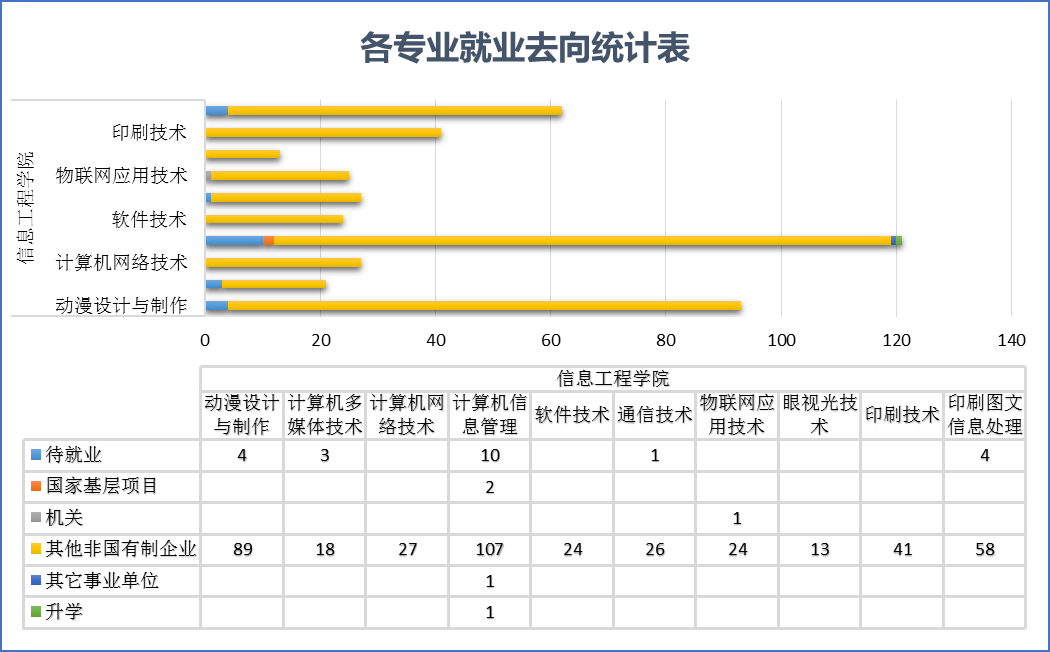 各专业就业去向统计表
信息工程学院
印刷技术
物联网应用技术
软件技术
计算机网络技术
动漫设计与制作
0 20 40 60 80 100 120 140
信息工程学院
动漫设计与制作 计算机多媒体技术 计算机网络技术 计算机信息管理 软件技术 通信技术 物联网应用技术 眼视光技术 印刷技术 印刷图文信息处理
待就业 4 3 10 1 4
国家基层项目 2
机关 1
其他非国有制企业 89 18 27 107 24 26 24 13 41 58
其它事业单位 1
升学 1